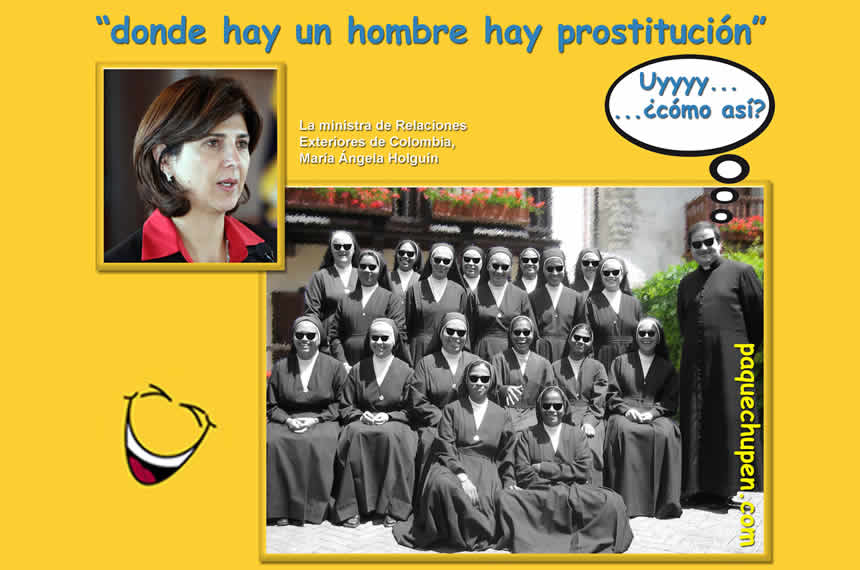 “donde hay un hombre hay prostitución”
Uyyyy...
...¿cómo así?
La ministra de Relaciones
Exteriores de Colombia,
María Ángela Holguín
paquechupen.com